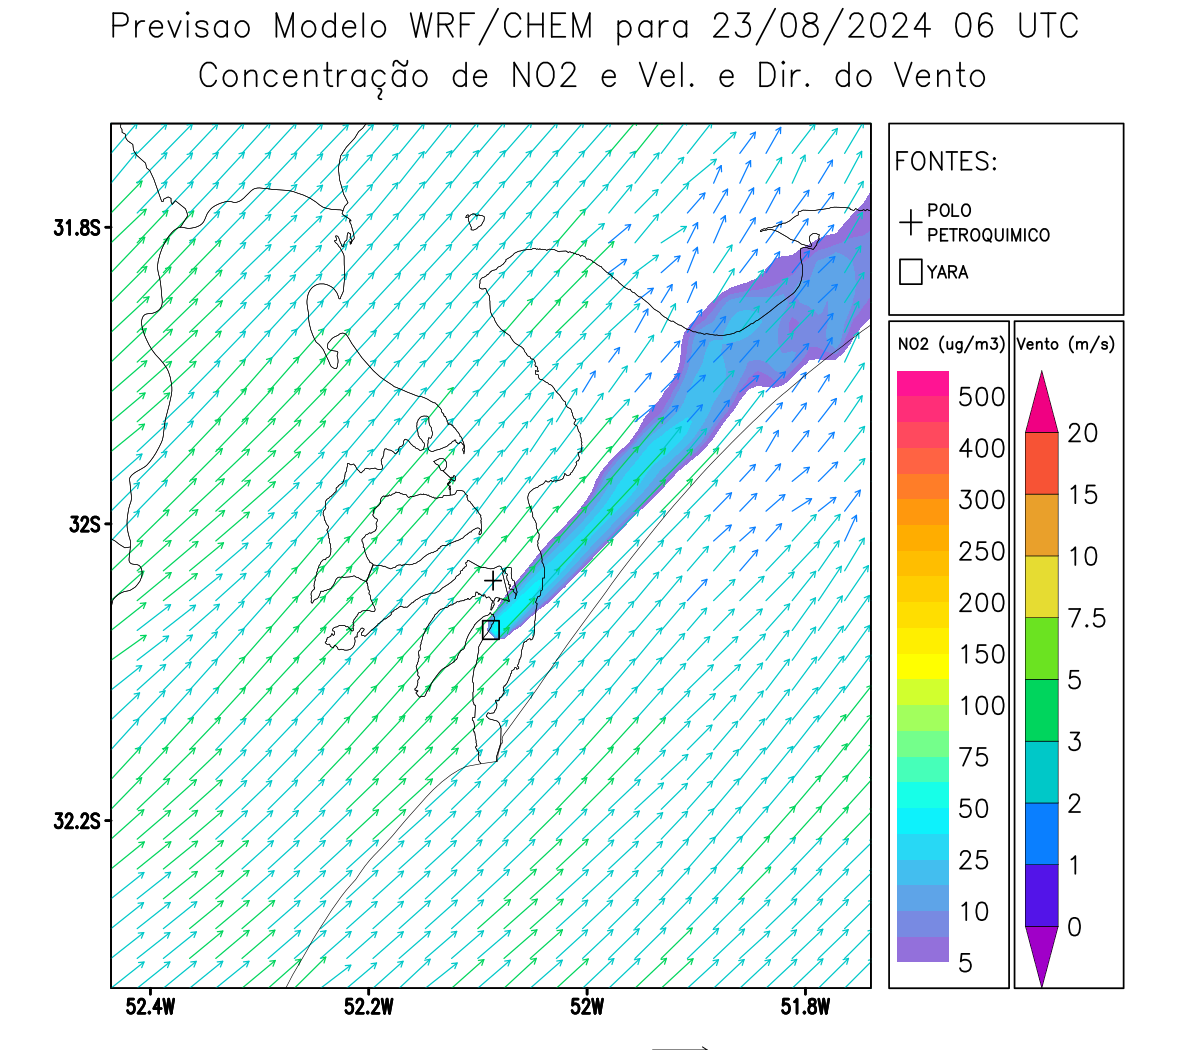 Previsao Modelo WRF/CHEM para 23/08/2024 06 UTC
Concentração de NO2 e Vel. e Dir. do Vento
FONTES:
POLO
PETROQUIMICO
YARA
NO2 (ug/m3)
500
400
300
250
200
150
100
75
50
25
10
5
Vento (m/s)
20
15
10
7.5
5
3
2
1
0
31.8S
32S
32.2S
52.4W
52.2W
52W
51.8W